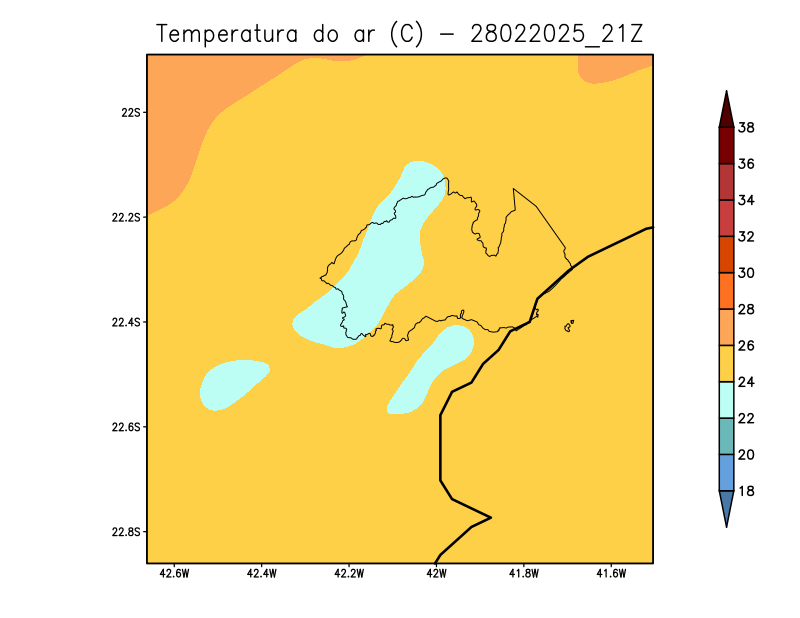 Temperatura do ar (C) - 28022025_21Z
22S
22.2S
22.4S
22.6S
22.8S
42.6W
42.4W
42.2W
42W
41.8W
41.6W
38
36
34
32
30
28
26
24
22
20
18